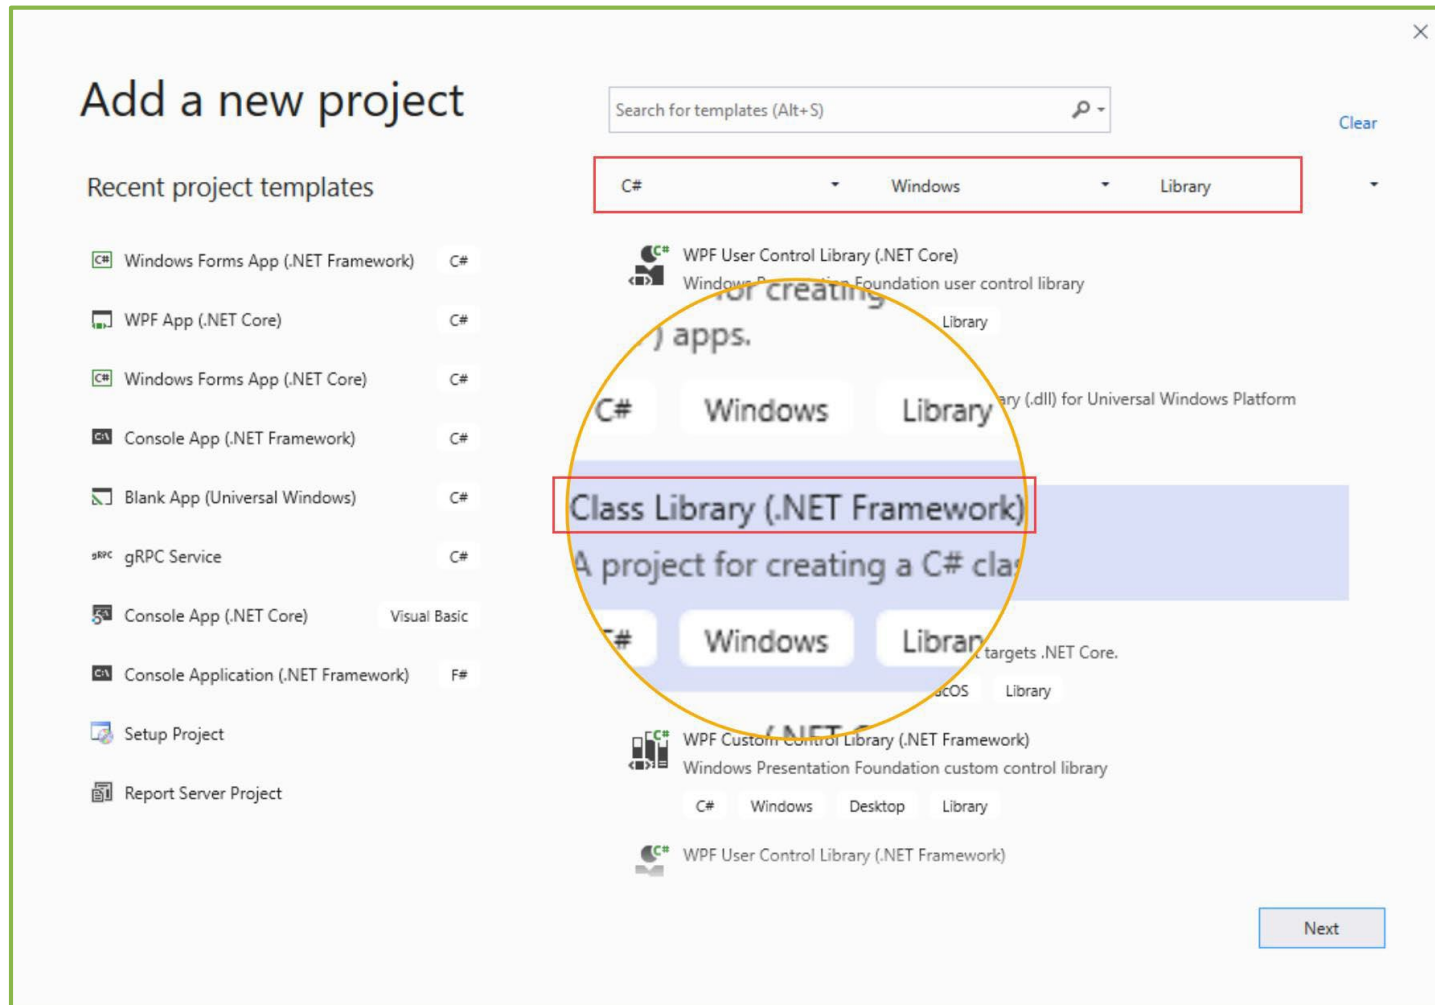 Add a new project
Search for templates (Alt+S)
Clear
Recent project templates
C# Windows Library
Windows Forms App (.NET Framework) C#
WPF App (.NET Core) C#
Windows Forms App (.NET Core) C#
Console App (.NET Framework) C#
Blank App (Universal Windows) C#
gRPC gRPC Service C#
Console App (.NET Core) Visual Basic
Console Application (.NET Framework) F#
Setup Project
Report Server Project
WPF User Control Library (.NET Core)
Windows Foundation user control library
Library
for creating
) apps.
C# Windows Library
(.dll) for Universal Windows Platform
Class Library (.NET Framework)
A project for creating a C#
C# Windows
targets .NET Core.
Library
WPF Custom Control Library (.NET Framework)
Windows Presentation Foundation custom control library
C# Windows Desktop Library
C# WPF User Control Library (.NET Framework)
Next